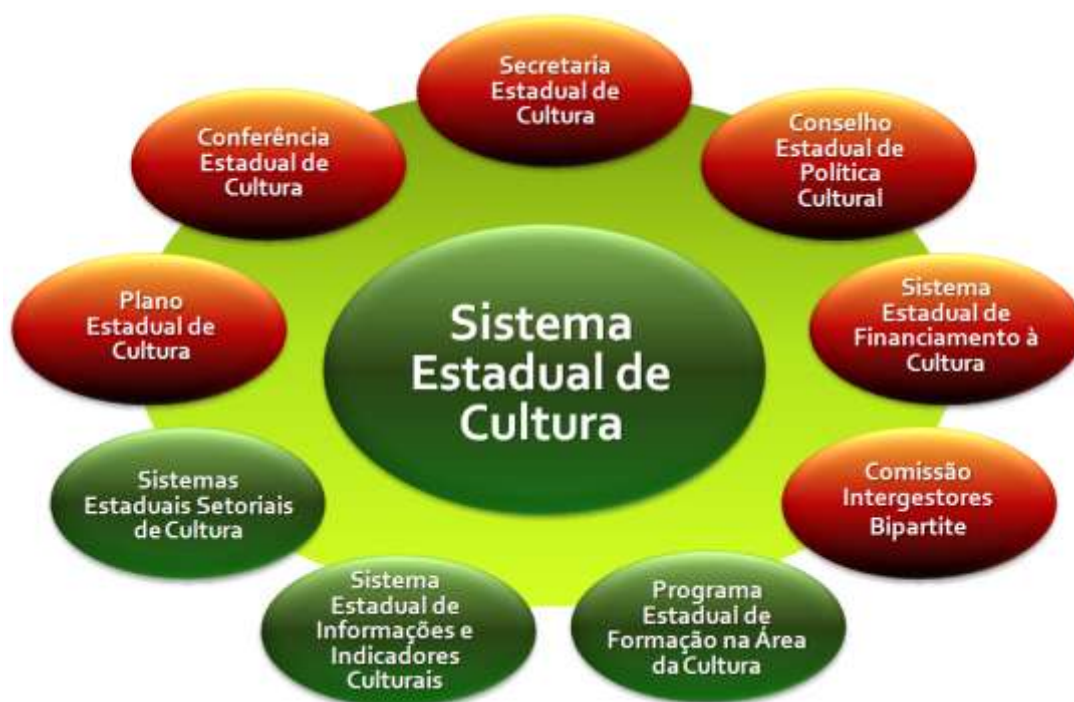 Secretaria
Estadual de
Cultura
Conselho
Estadual de
Política
Cultural
Sistema
Estadual de
Financiamento à
Cultura
Comissão
Intergestores
Bipartite
Programa
Estadual de
Formação na Área
da Cultura
Sistema
Estadual de
Informações e
Indicadores
Culturais
Sistemas
Estaduais Setoriais
de Cultura
Plano
Estadual de
Cultura
Conferência
Estadual de
Cultura
Sistema
Estadual de
Cultura